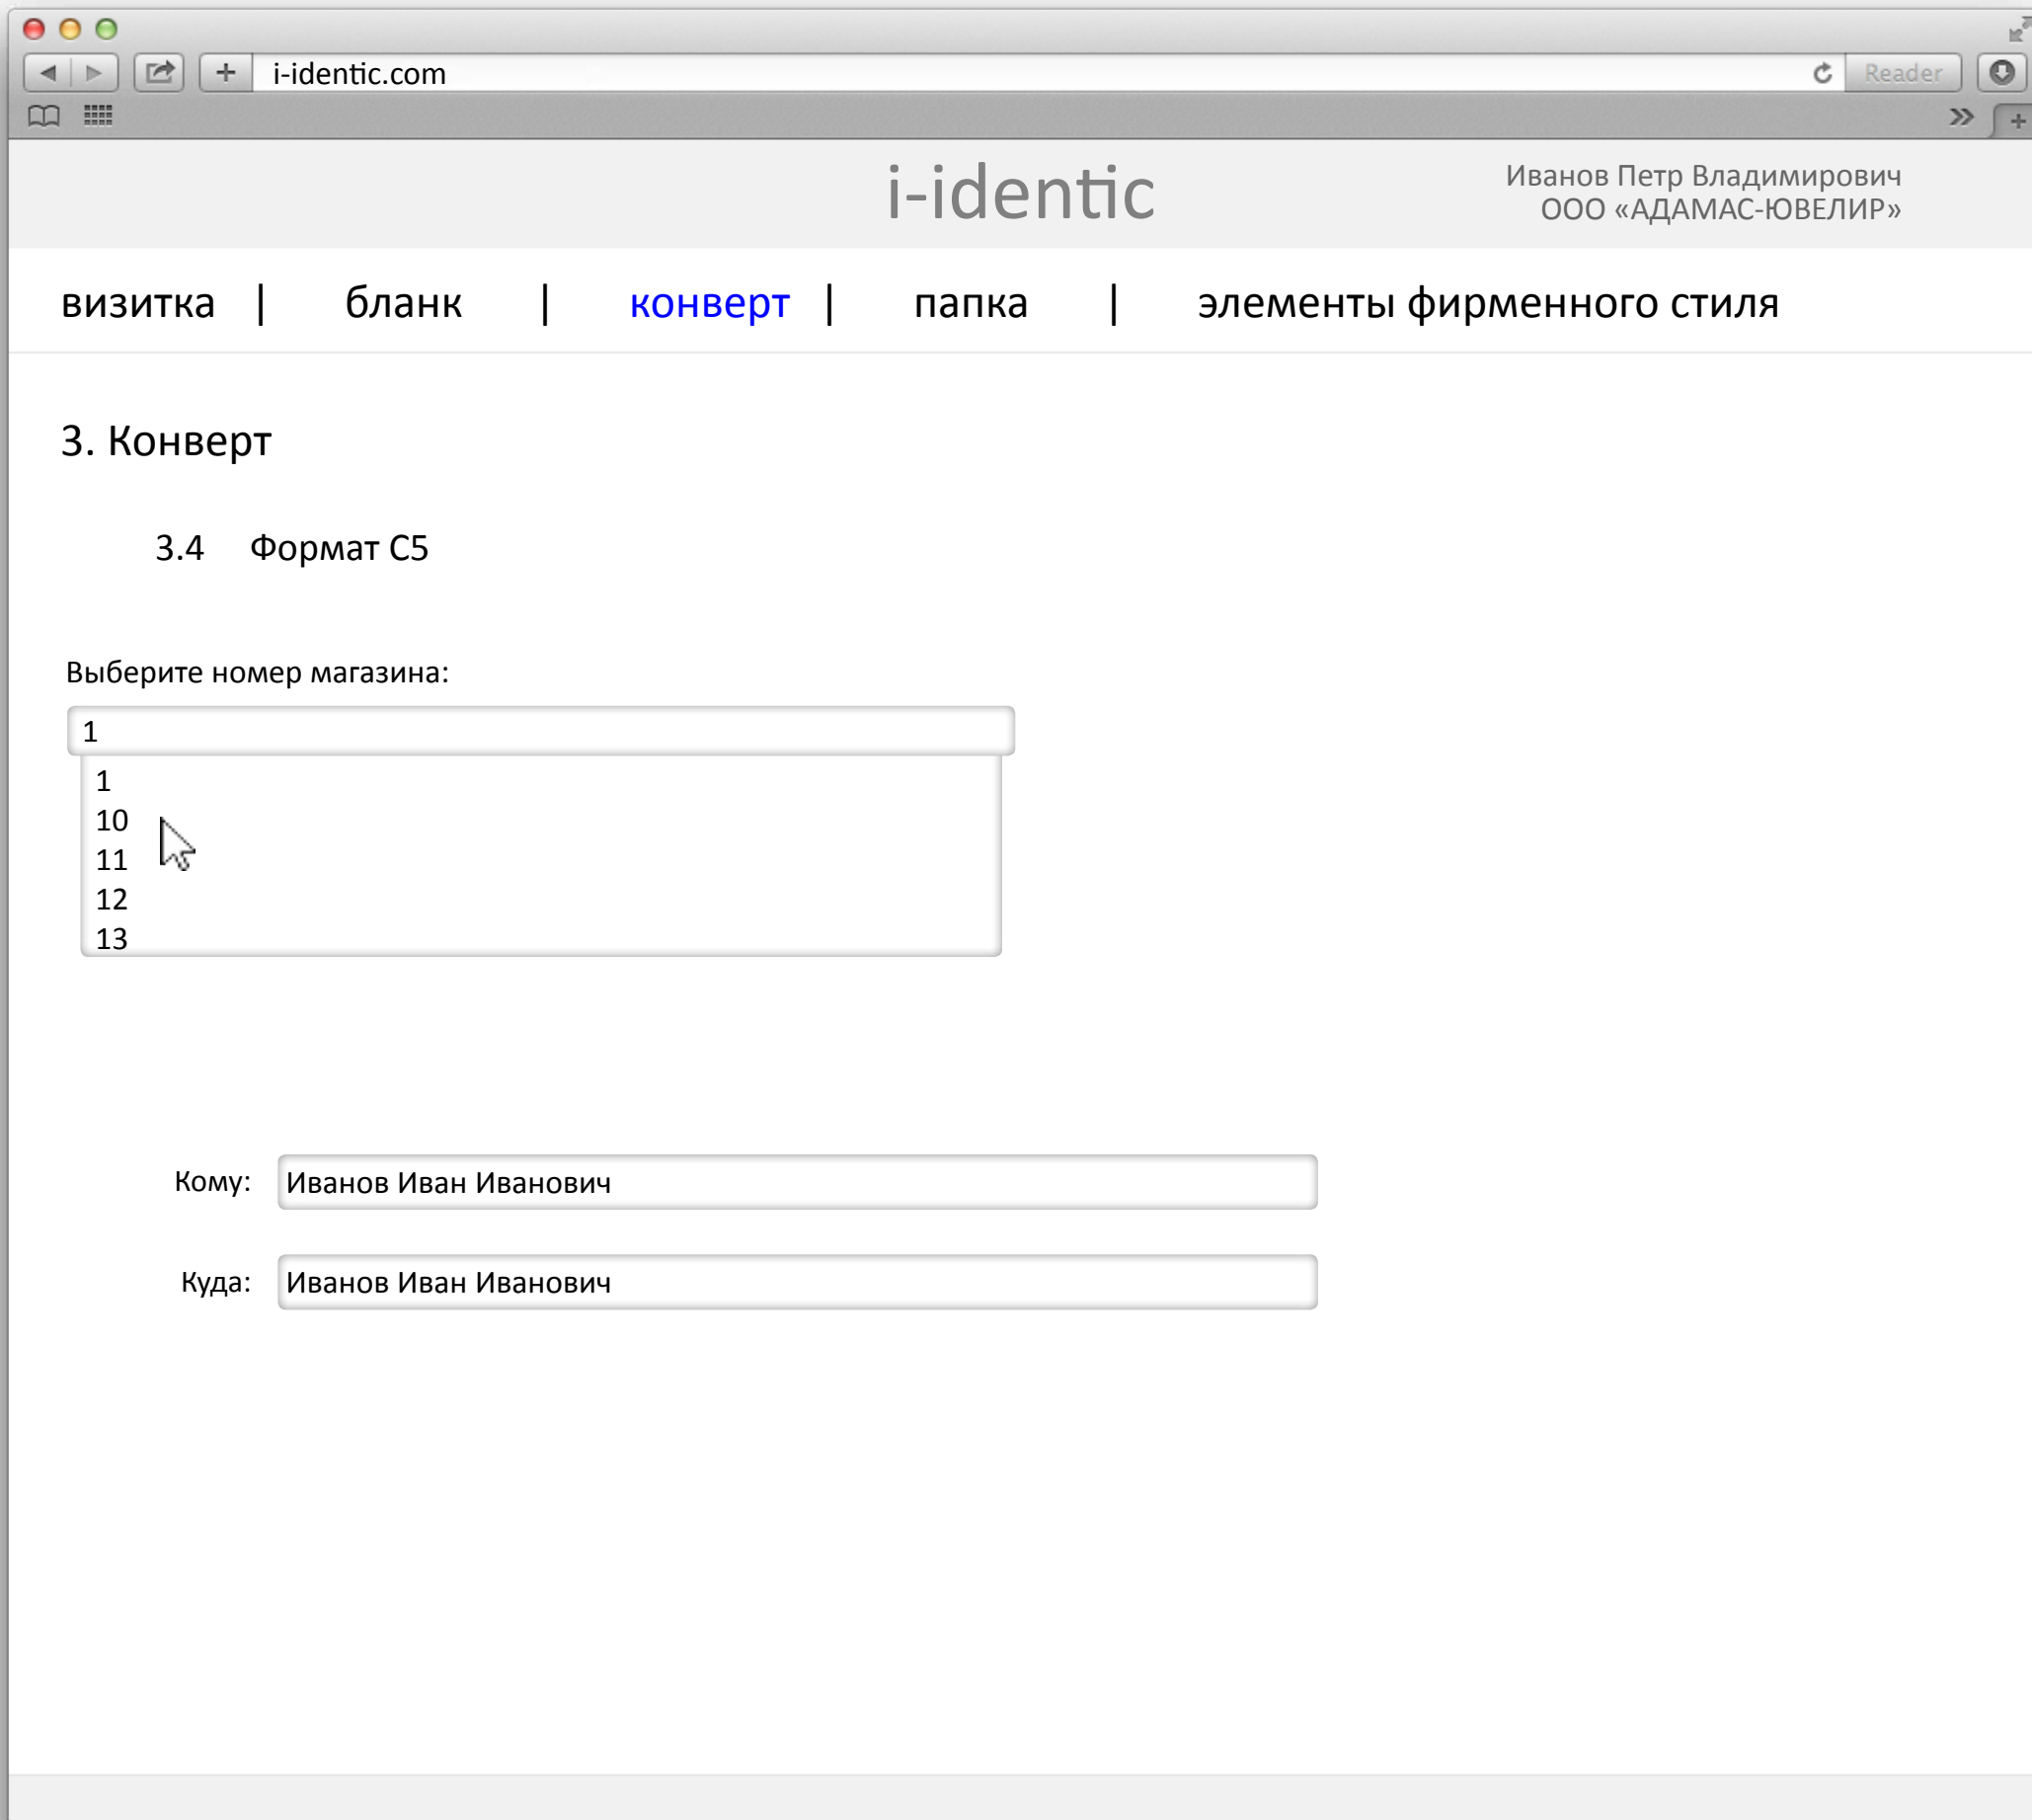 i-identic.com
Reader
i-identic
Иванов Петр Владимирович
ООО «АДАМАС-ЮВЕЛИР»
визитка | бланк | конверт | папка | элементы фирменного стиля
3. Конверт
3.4 Формат С5
Выберите номер магазина:
1
1
10
11
12
13
Кому: Иванов Иван Иванович
Куда: Иванов Иван Иванович